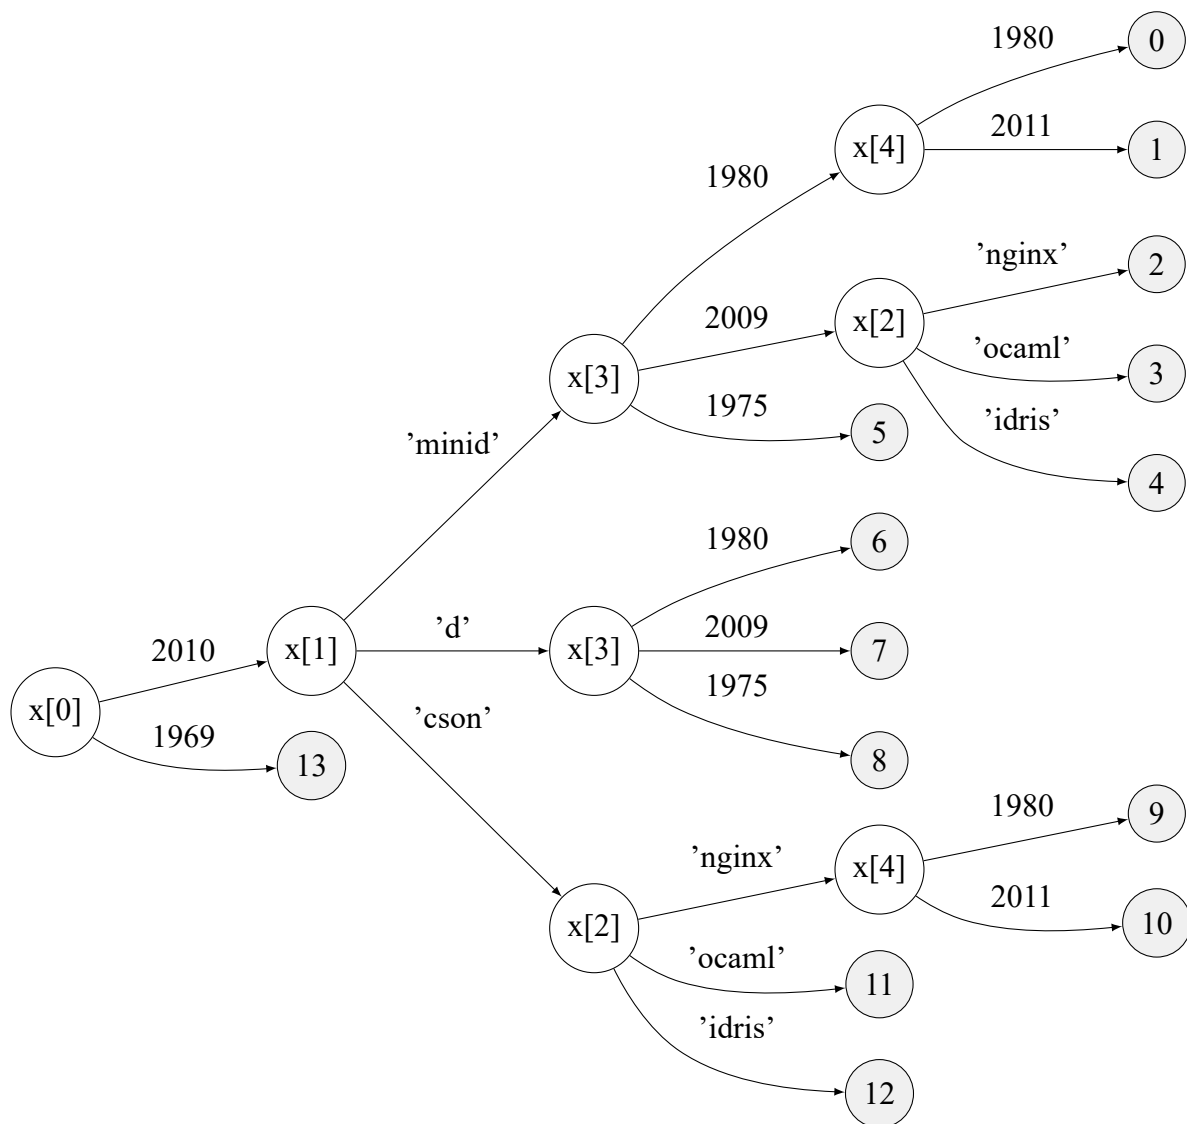 1980
0
x[4]
2011
1
1980
’nginx’
2
2009
x[2]
’ocaml’
3
x[3]
1975
5
’idris’
’minid’
4
1980
6
’d’
2009
2010
x[1]
x[3]
7
1975
x[0]
’cson’
1969
13
8
1980
9
’nginx’
x[4]
2011
x[2]
10
’ocaml’
11
’idris’
12